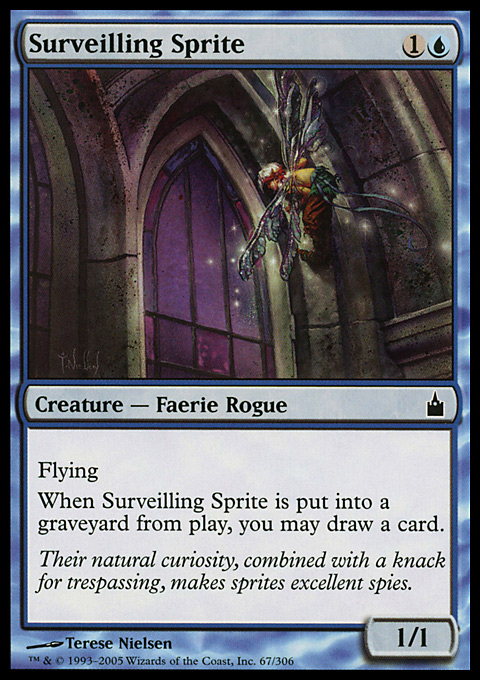 Surveilling Sprite 1
Creature — Faerie Rogue
Flying
When Surveilling Sprite is put into a
graveyard from play, you may draw a card.
Their natural curiosity, combined with a knack
for trespassing, makes sprites excellent spies.
Terese Nielsen
1/1
™ & © 1993–2005 Wizards of the Coast, Inc. 67/306